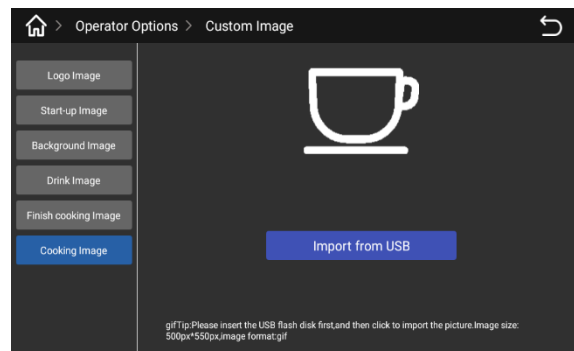 > Operator Options > Custom Image
Logo Image
Start-up Image
Background Image
Drink Image
Finish cooking Image
Cooking Image
Import from USB
gifTip:Please insert the USB flash disk first,and then click to import the picture.Image size:
500px*550px,image format:gif